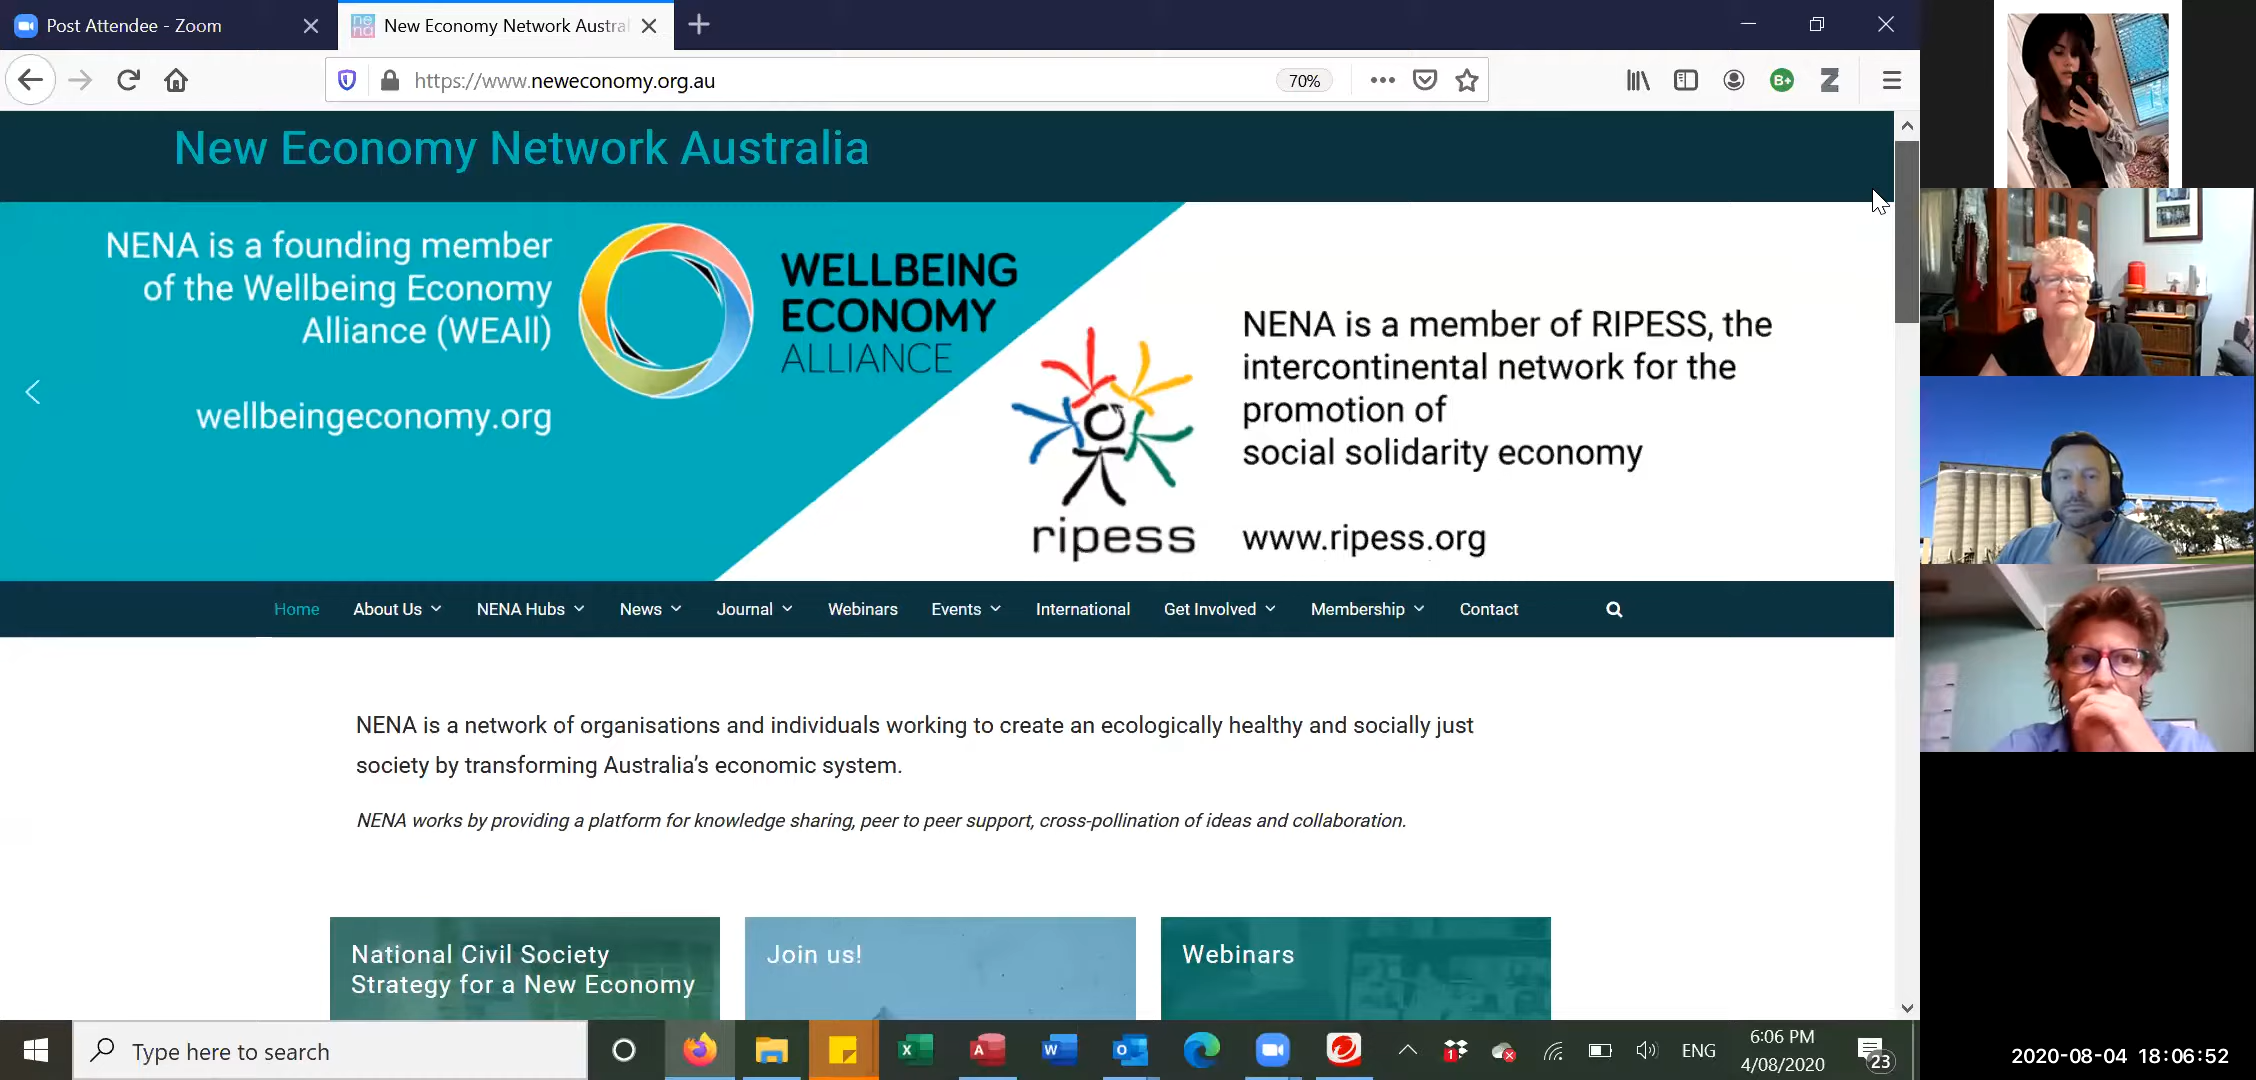 Post Attendee - Zoom
New Economy Network Austral
https://www.neweconomy.org.au
70%
B+
New Economy Network Australia
NENA is a founding member
of the Wellbeing Economy
Alliance (WEAll)
wellbeingeconomy.org
WELLBEING
ECONOMY
ALLIANCE
ripess
NENA is a member of RIPESS, the
intercontinental network for the
promotion of
social solidarity economy
www.ripess.org
Home About Us NENA Hubs News Journal Webinars Events International Get Involved Membership Contact
NENA is a network of organisations and individuals working to create an ecologically healthy and socially just
society by transforming Australia's economic system.
NENA works by providing a platform for knowledge sharing, peer to peer support, cross-pollination of ideas and collaboration.
National Civil Society
Strategy for a New Economy
Join us!
Webinars
Type here to search
ENG
6:06 PM
4/08/2020
23
2020-08-04 18:06:52